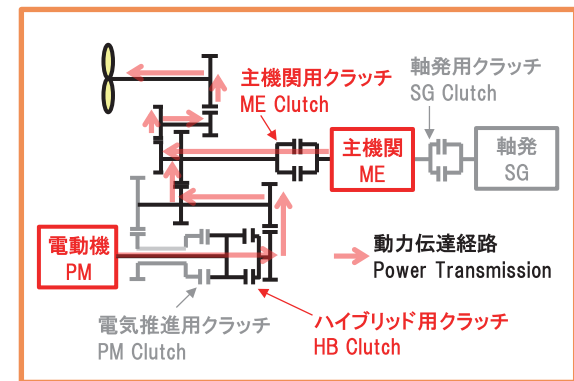 主機関用クラッチ
ME Clutch
軸発用クラッチ
SG Clutch
主機関
ME
軸発
SG
電動機
PM
動力伝達経路
Power Transmission
電気推進用クラッチ
PM Clutch
ハイブリッド用クラッチ
HB Clutch